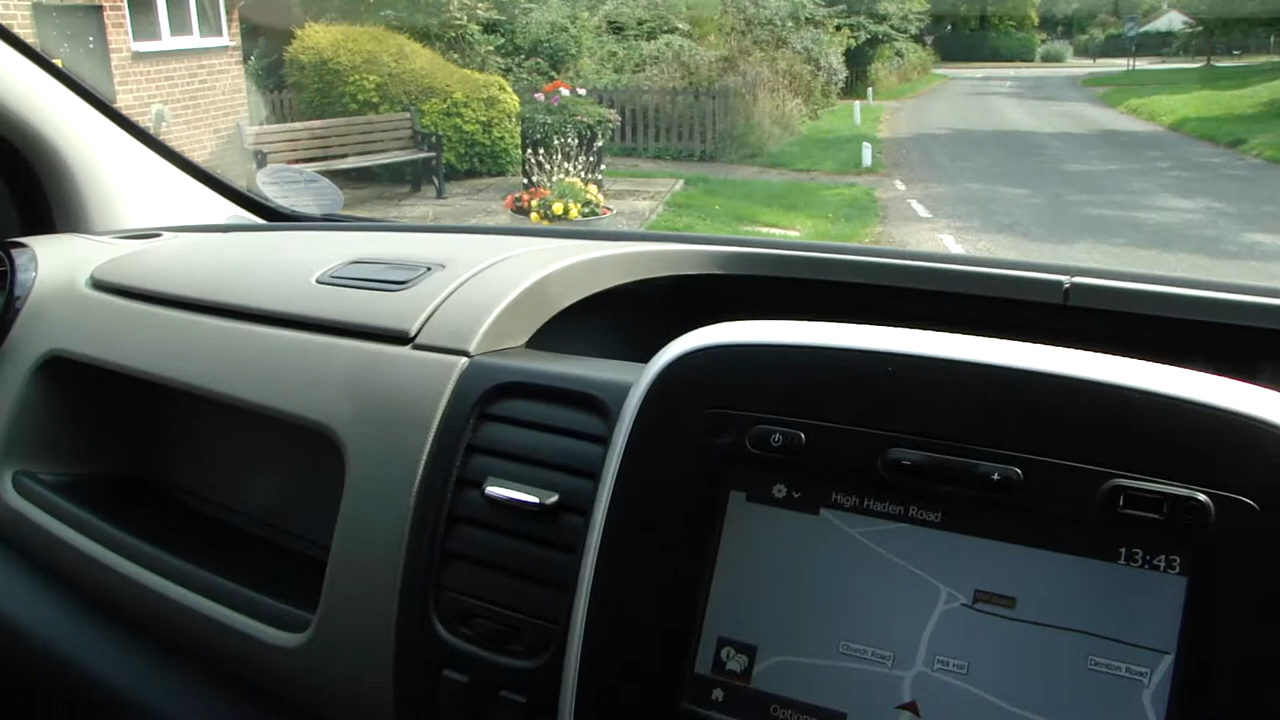 - +
High Haden Road
13:43
Church Road
Mill Hill
Denton Road
Options